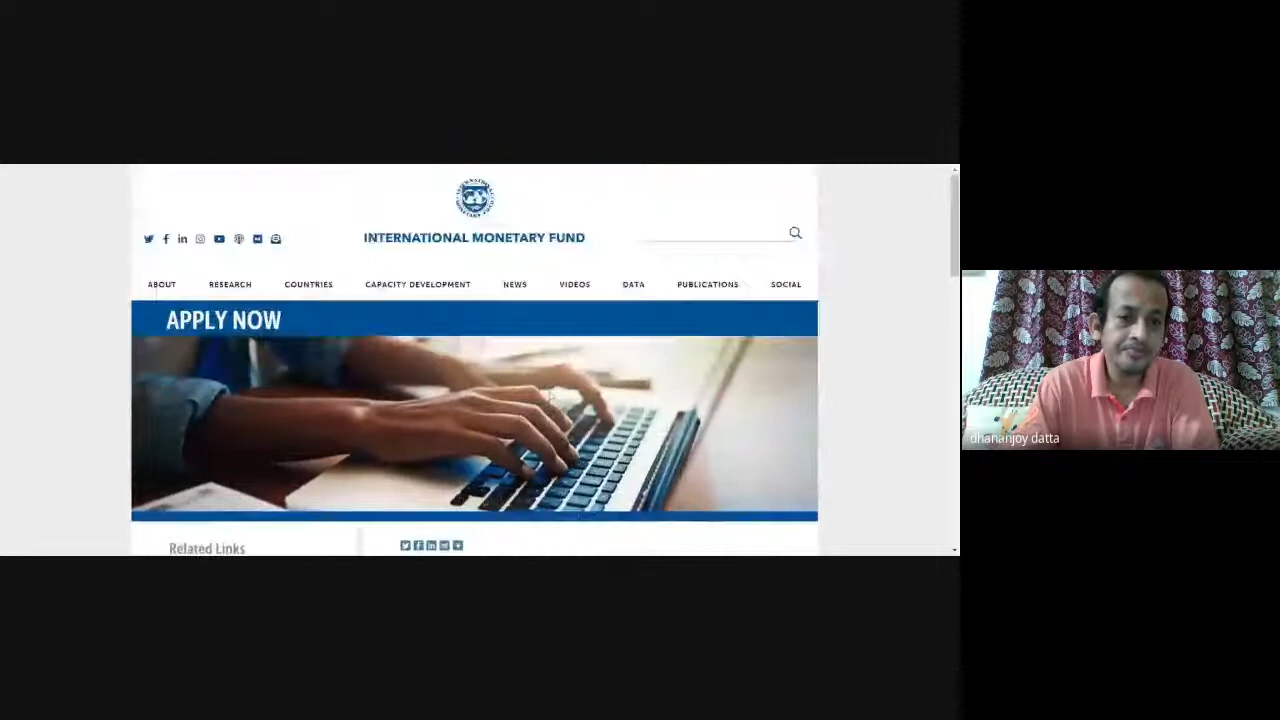 INTERNATIONAL MONETARY FUND
ABOUT RESEARCH COUNTRIES CAPACITY DEVELOPMENT NEWS VIDEOS DATA PUBLICATIONS SOCIAL
APPLY NOW
Related Links
dhananjoy datta